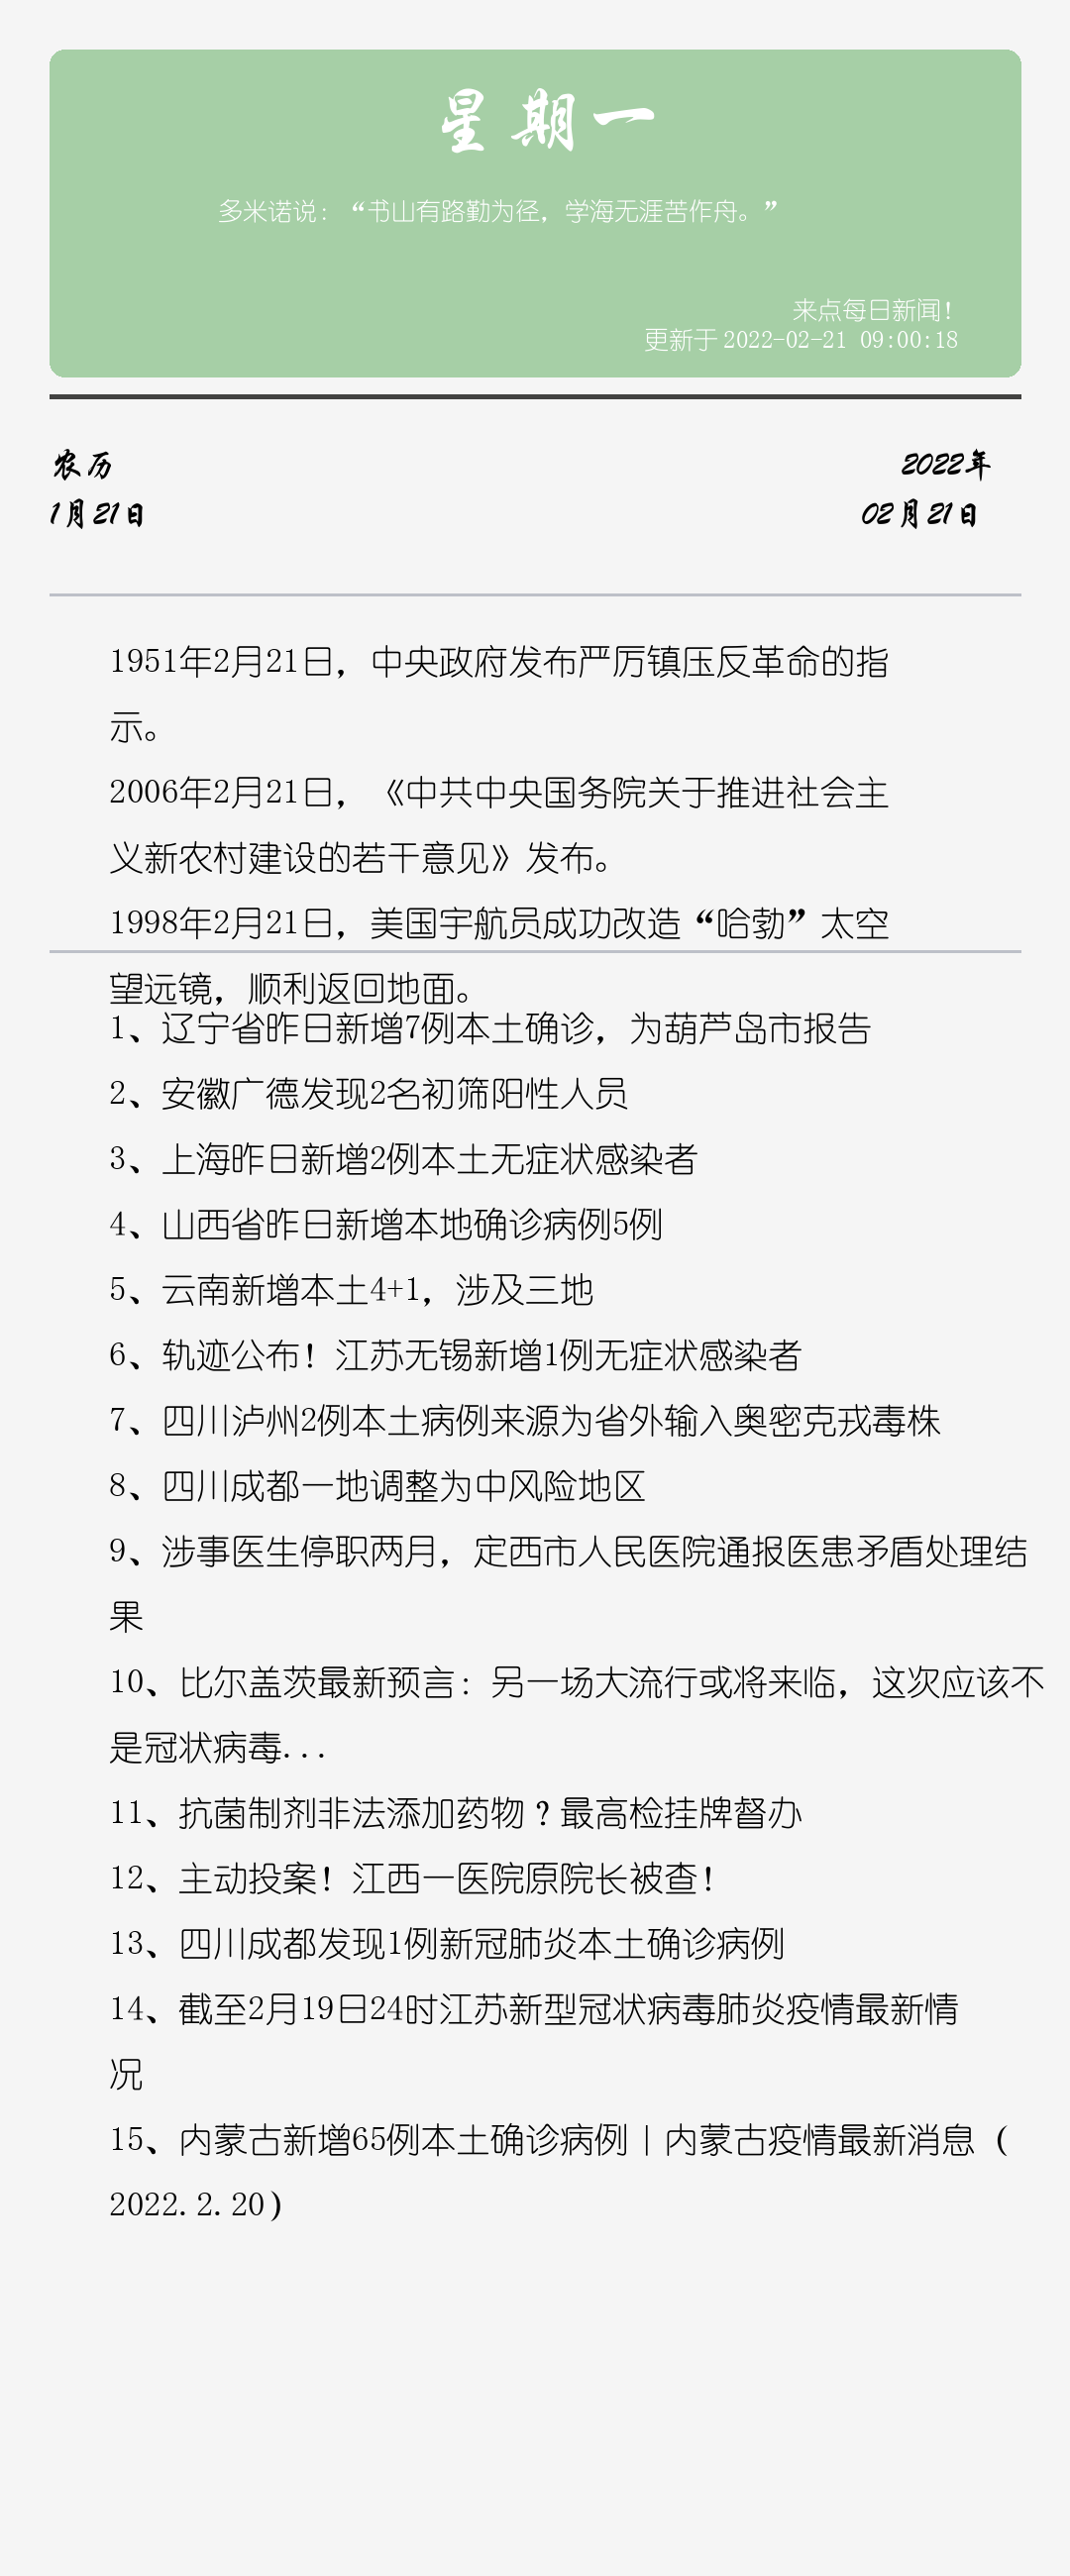 星期一
多米诺说：“书山有路勤为径，学海无涯苦作舟。”
来点每日新闻！
更新于 2022-02-21 09:00:18
农历
2022年
1月21日
02月21日
1951年2月21日，中央政府发布严厉镇压反革命的指
示。
2006年2月21日，《中共中央国务院关于推进社会主
义新农村建设的若干意见》发布。
1998年2月21日，美国宇航员成功改造“哈勃”太空
望远镜，顺利返回地面。
1、辽宁省昨日新增7例本土确诊，为葫芦岛市报告
2、安徽广德发现2名初筛阳性人员
3、上海昨日新增2例本土无症状感染者
4、山西省昨日新增本地确诊病例5例
5、云南新增本土4+1，涉及三地
6、轨迹公布！江苏无锡新增1例无症状感染者
7、四川泸州2例本土病例来源为省外输入奥密克戎毒株
8、四川成都一地调整为中风险地区
9、涉事医生停职两月，定西市人民医院通报医患矛盾处理结
果
10、比尔盖茨最新预言：另一场大流行或将来临，这次应该不
是冠状病毒...
11、抗菌制剂非法添加药物？最高检挂牌督办
12、主动投案！江西一医院原院长被查！
13、四川成都发现1例新冠肺炎本土确诊病例
14、截至2月19日24时江苏新型冠状病毒肺炎疫情最新情
况
15、内蒙古新增65例本土确诊病例丨内蒙古疫情最新消息（
2022.2.20）